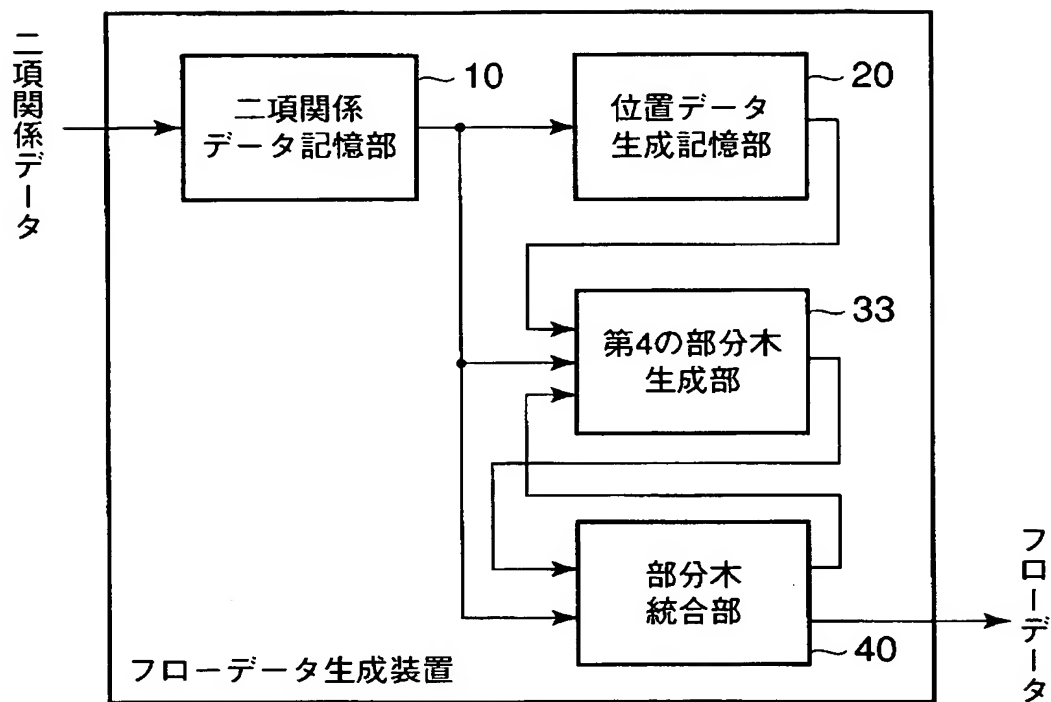 二項関係データ
二項関係
データ記憶部
10
位置データ
生成記憶部
20
第4の部分木
生成部
33
部分木
統合部
40
フローデータ
フローデータ生成装置